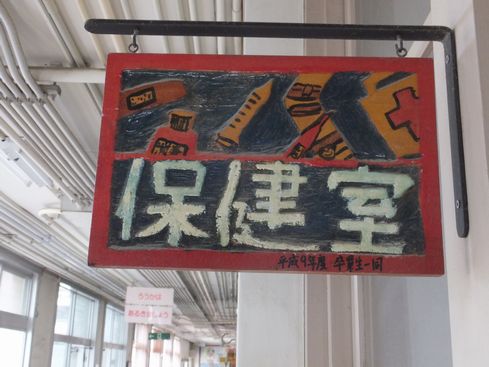 保健室
平成9年度 卒業生一同
ろうかは
あるきましょう